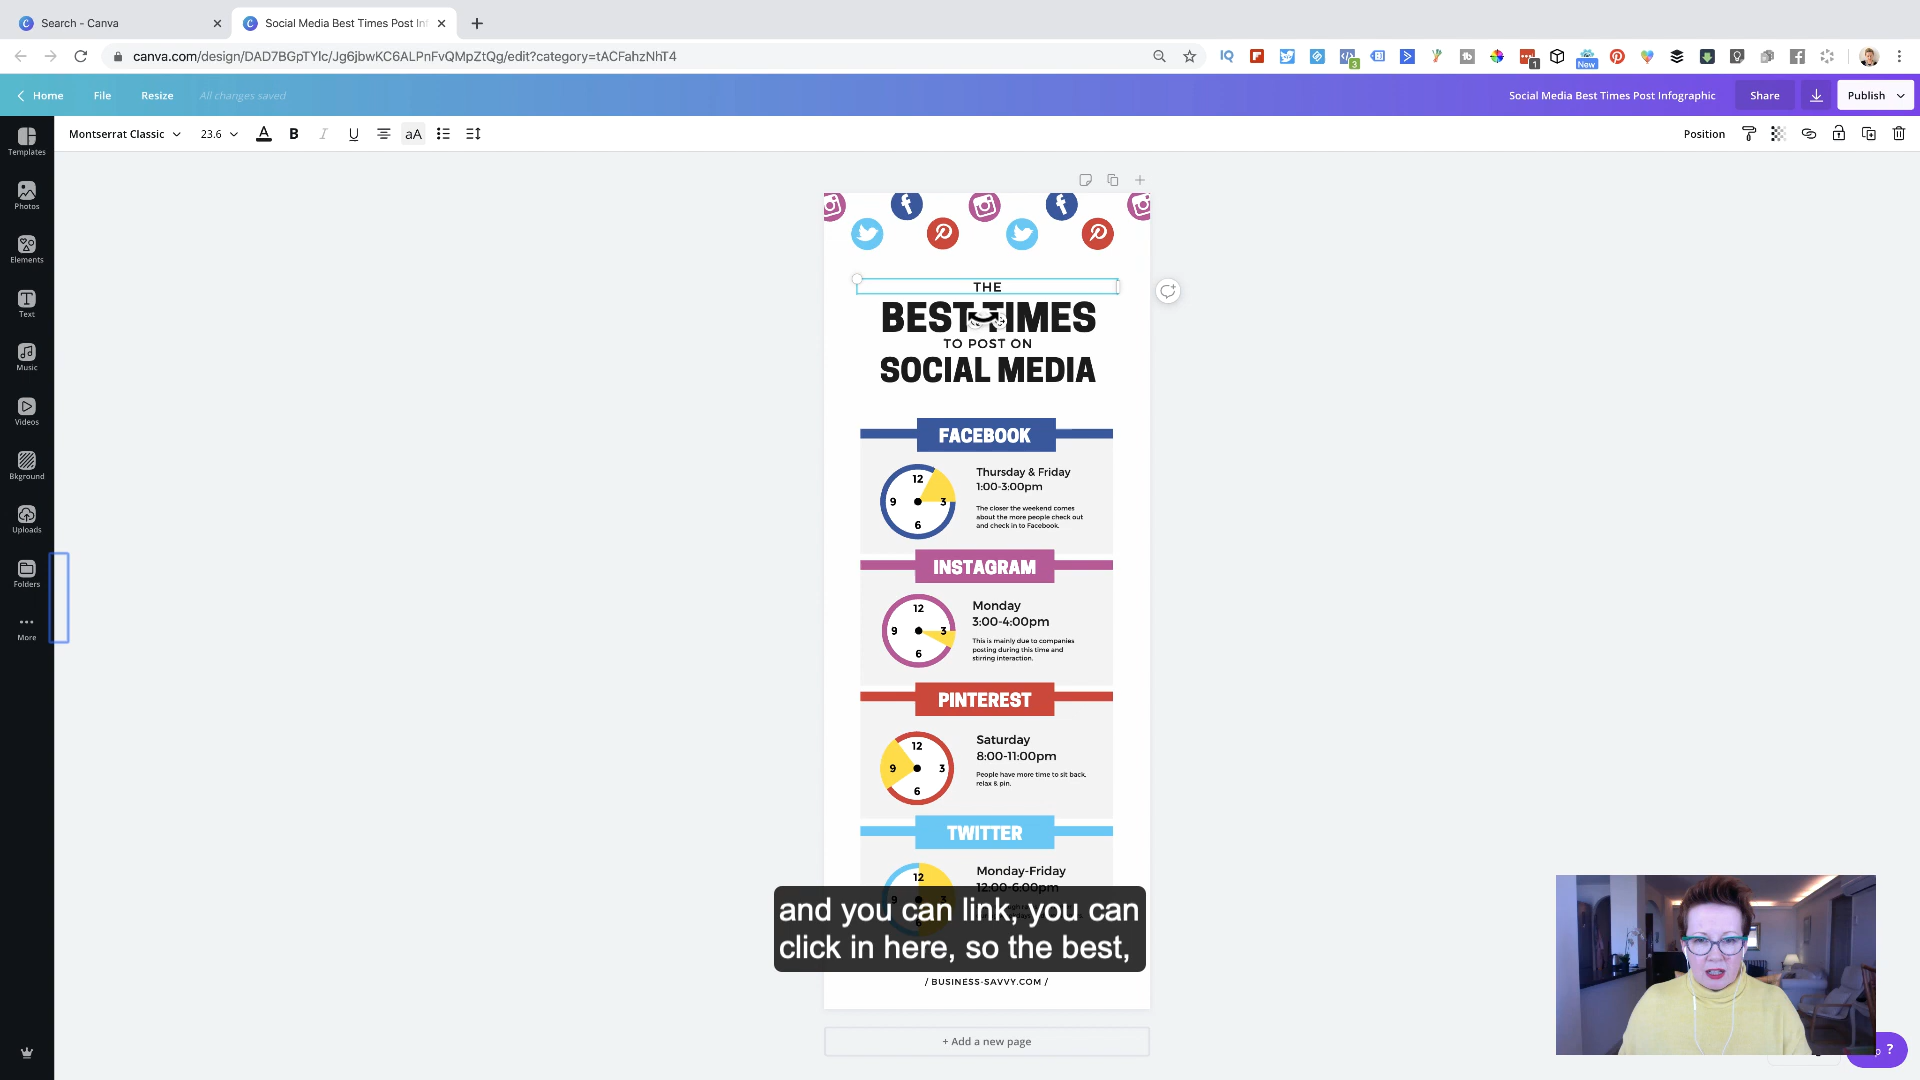 Search - Canva
Social Media Best Times Post In
canva.com/design/DAD7BGpTYlc/Jg6jbwKC6ALPnFvQMpZtQg/edit?category=tACFahzNhT4
New
Home
File
Resize
All changes saved
Social Media Best Times Post Infographic
Share
Publish
Montserrat Classic
23.6
A
B
I
U
aA
Position
Templates
Photos
Elements
Text
Music
Videos
Bkground
Uploads
Folders
More
THE
BEST TIMES
TO POST ON
SOCIAL MEDIA
FACEBOOK
12
9
3
6
Thursday & Friday
1:00-3:00pm
The closer the weekend comes
about the more people check out
and check in to Facebook.
INSTAGRAM
12
9
3
6
Monday
3:00-4:00pm
This is mainly due to companies
posting during this time and
stirring interaction.
PINTEREST
12
9
3
6
Saturday
8:00-11:00pm
People have more time to sit back,
relax & pin.
TWITTER
12
Monday-Friday
12:00-6:00pm
and you can link, you can
click in here, so the best,
/ BUSINESS-SAVVY.COM /
+ Add a new page
?